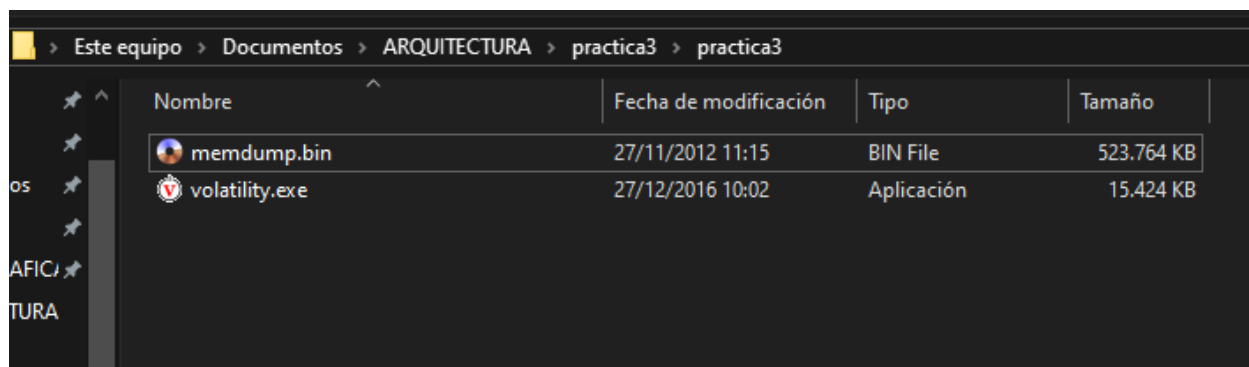 Este equipo > Documentos > ARQUITECTURA > practica3 > practica3
Nombre Fecha de modificación Tipo Tamaño
memdump.bin 27/11/2012 11:15 BIN File 523.764 KB
os volatility.exe 27/12/2016 10:02 Aplicación 15.424 KB
AFICA
TURA